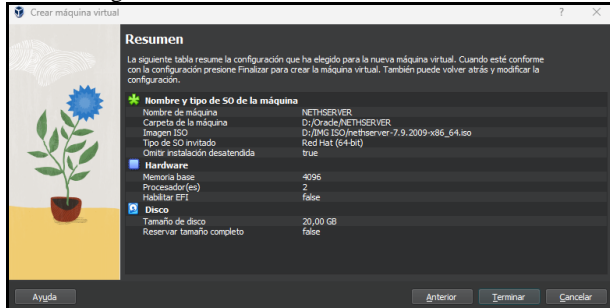 Crear máquina virtual
Resumen
La siguiente tabla resume la configuración que ha elegido para la nueva máquina virtual. Cuando esté conforme
con la configuración presione Finalizar para crear la máquina virtual. También puede volver atrás y modificar la
configuración.
Nombre y tipo de SO de la máquina
Nombre de máquina NETHSERVER
Carpeta de la máquina D:/Oracle/NETHSERVER
Imagen ISO D:/IMG ISO/nethserver-7.9.2009-x86_64.iso
Tipo de SO invitado Red Hat (64-bit)
Omitir instalación desatendida true
Hardware
Memoria base 4096
Procesador(es) 2
Habilitar EFI false
Disco
Tamaño de disco 20,00 GB
Reservar tamaño completo false
Ayuda Anterior Terminar Cancelar